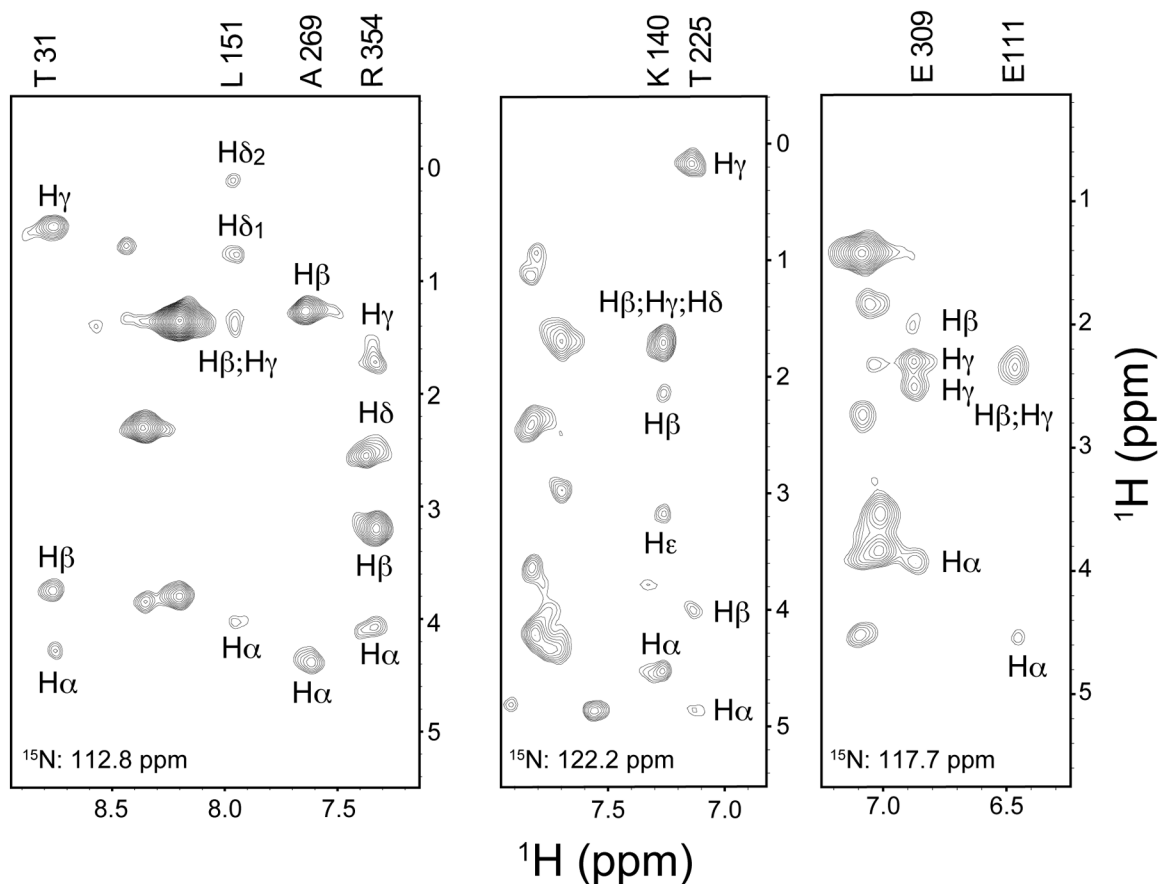 T 31
L 151
A 269
R 354
K 140
T 225
E 309
E111
Hδ2
Hγ
Hδ1
Hβ
Hγ
Hβ;Hγ
Hδ
Hβ
Hβ
Hα
Hα
Hα
Hα
¹⁵N: 112.8 ppm
0
1
2
3
4
5
8.5
8.0
7.5
Hγ
Hβ;Hγ;Hδ
Hβ
Hε
Hβ
Hα
Hα
¹⁵N: 122.2 ppm
0
1
2
3
4
5
7.5
7.0
Hβ
Hγ
Hγ
Hβ;Hγ
Hα
Hα
¹⁵N: 117.7 ppm
1
2
3
4
5
7.0
6.5
¹H (ppm)
¹H (ppm)